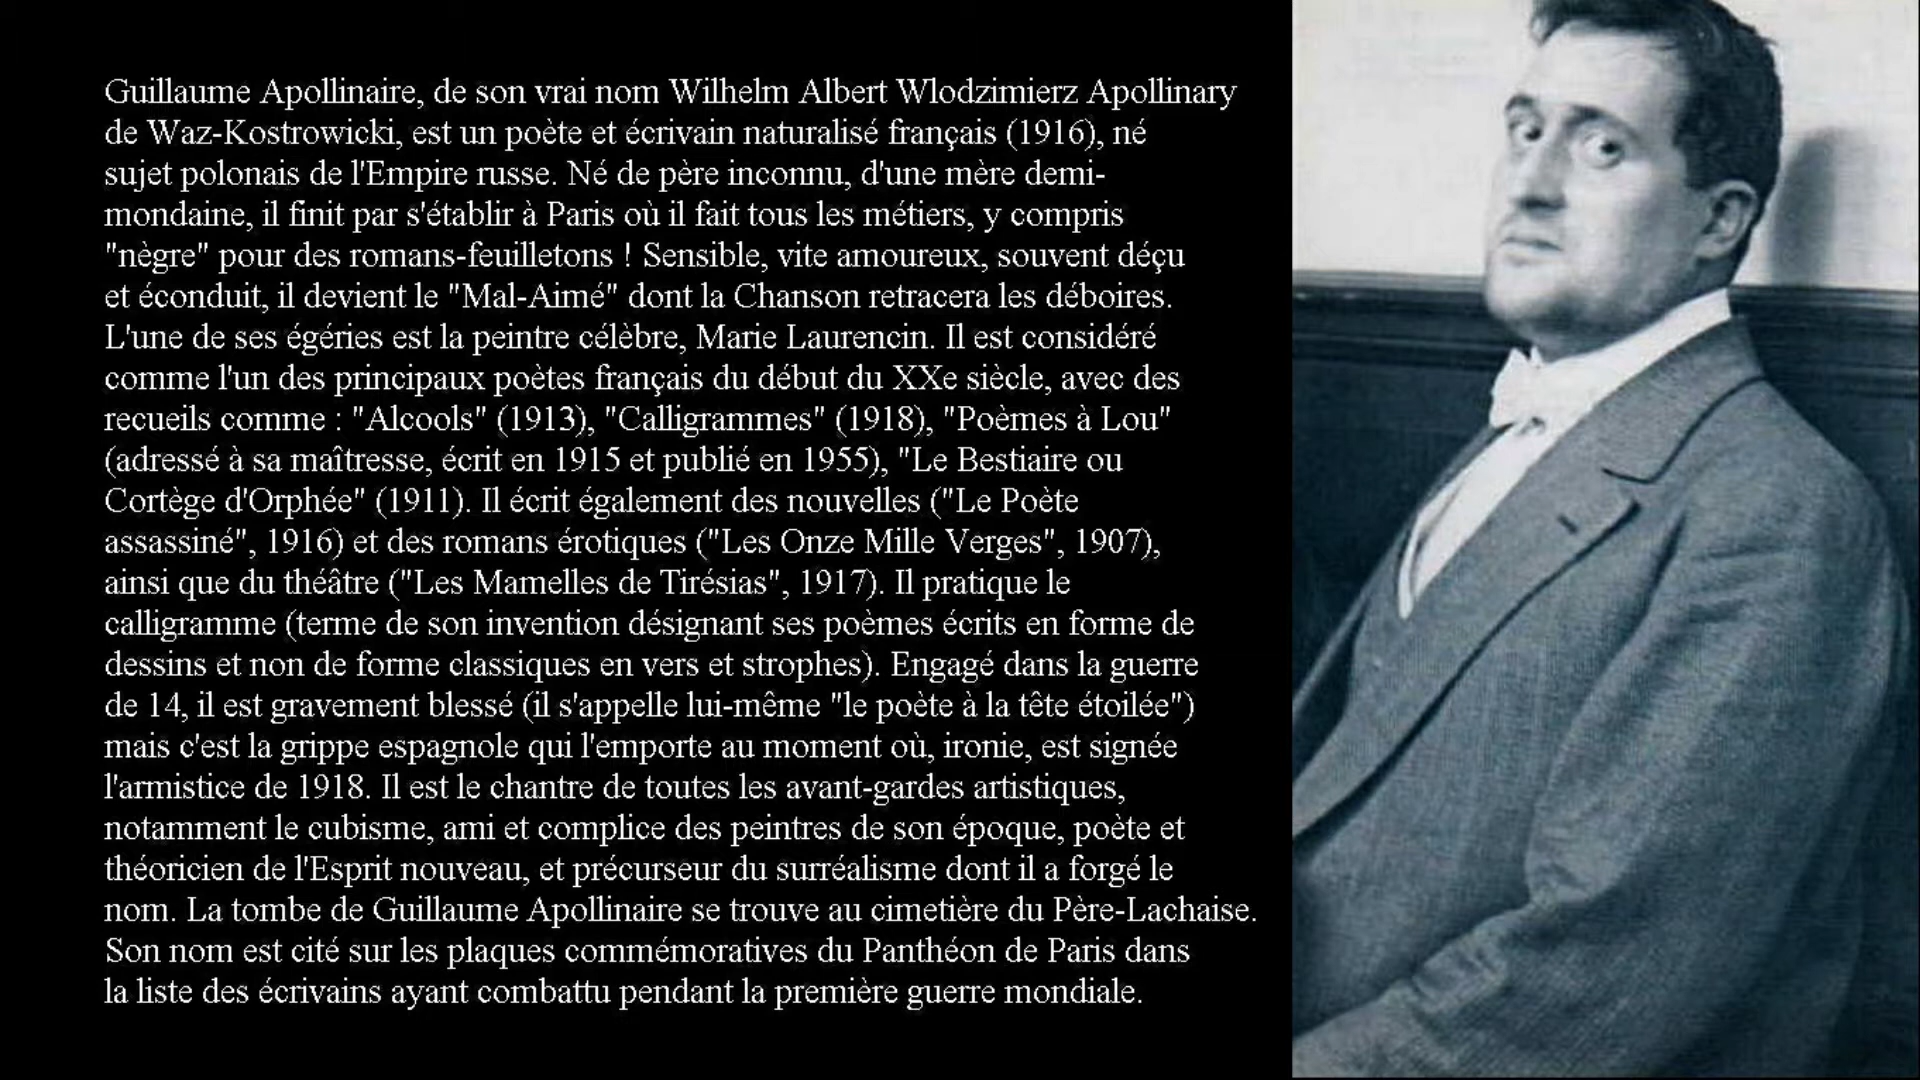 Guillaume Apollinaire, de son vrai nom Wilhelm Albert Wlodzimierz Apollinary
de Waz-Kostrowicki, est un poète et écrivain naturalisé français (1916), né
sujet polonais de l'Empire russe. Né de père inconnu, d'une mère demi-
mondaine, il finit par s'établir à Paris où il fait tous les métiers, y compris
"nègre" pour des romans-feuilletons ! Sensible, vite amoureux, souvent déçu
et éconduit, il devient le "Mal-Aimé" dont la Chanson retracera les déboires.
L'une de ses égéries est la peintre célèbre, Marie Laurencin. Il est considéré
comme l'un des principaux poètes français du début du XXe siècle, avec des
recueils comme : "Alcools" (1913), "Calligrammes" (1918), "Poèmes à Lou"
(adressé à sa maîtresse, écrit en 1915 et publié en 1955), "Le Bestiaire ou
Cortège d'Orphée" (1911). Il écrit également des nouvelles ("Le Poète
assassiné", 1916) et des romans érotiques ("Les Onze Mille Verges", 1907),
ainsi que du théâtre ("Les Mamelles de Tirésias", 1917). Il pratique le
calligramme (terme de son invention désignant ses poèmes écrits en forme de
dessins et non de forme classiques en vers et strophes). Engagé dans la guerre
de 14, il est gravement blessé (il s'appelle lui-même "le poète à la tête étoilée")
mais c'est la grippe espagnole qui l'emporte au moment où, ironie, est signée
l'armistice de 1918. Il est le chantre de toutes les avant-gardes artistiques,
notamment le cubisme, ami et complice des peintres de son époque, poète et
théoricien de l'Esprit nouveau, et précurseur du surréalisme dont il a forgé le
nom. La tombe de Guillaume Apollinaire se trouve au cimetière du Père-Lachaise.
Son nom est cité sur les plaques commémoratives du Panthéon de Paris dans
la liste des écrivains ayant combattu pendant la première guerre mondiale.